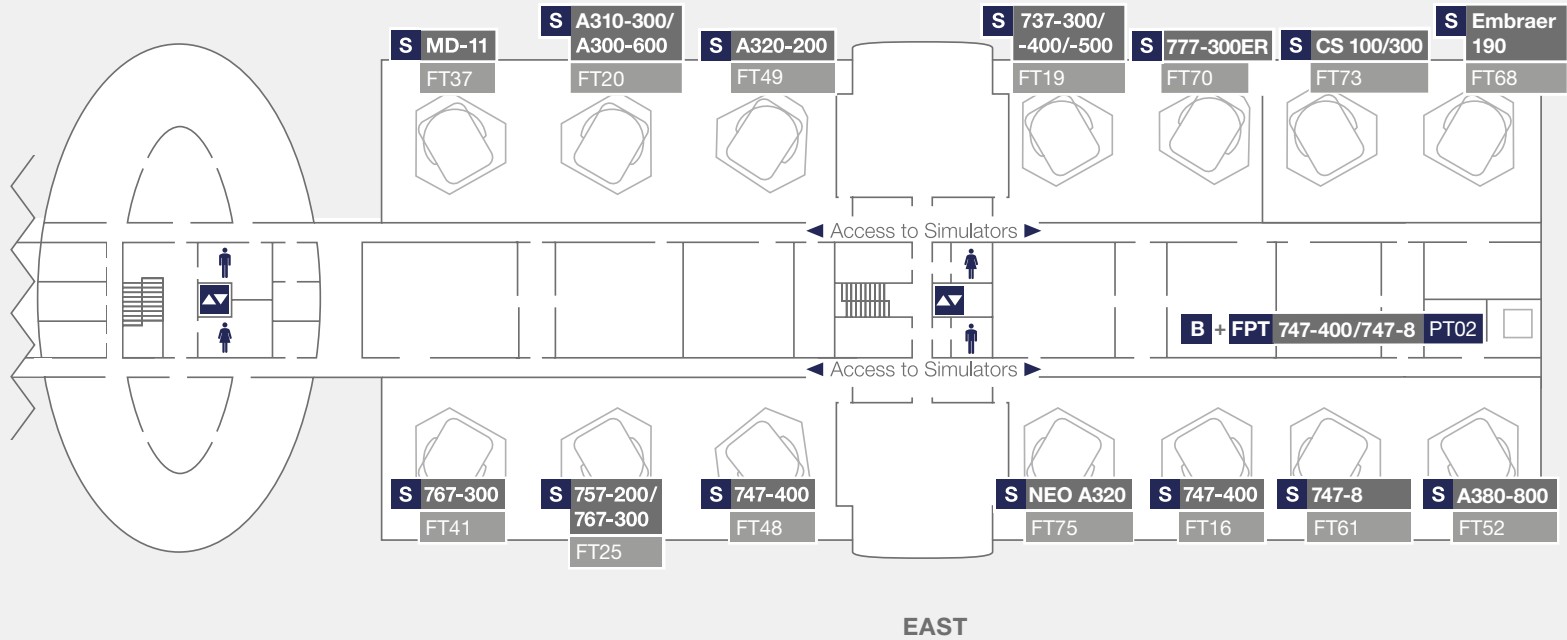 S MD-11
FT37
S A310-300/
A300-600
FT20
S A320-200
FT49
S 737-300/
-400/-500
FT19
S 777-300ER
FT70
S CS 100/300
FT73
S Embraer
190
FT68
Access to Simulators
B + FPT 747-400/747-8 PT02
Access to Simulators
S 767-300
FT41
S 757-200/
767-300
FT25
S 747-400
FT48
S NEO A320
FT75
S 747-400
FT16
S 747-8
FT61
S A380-800
FT52
EAST